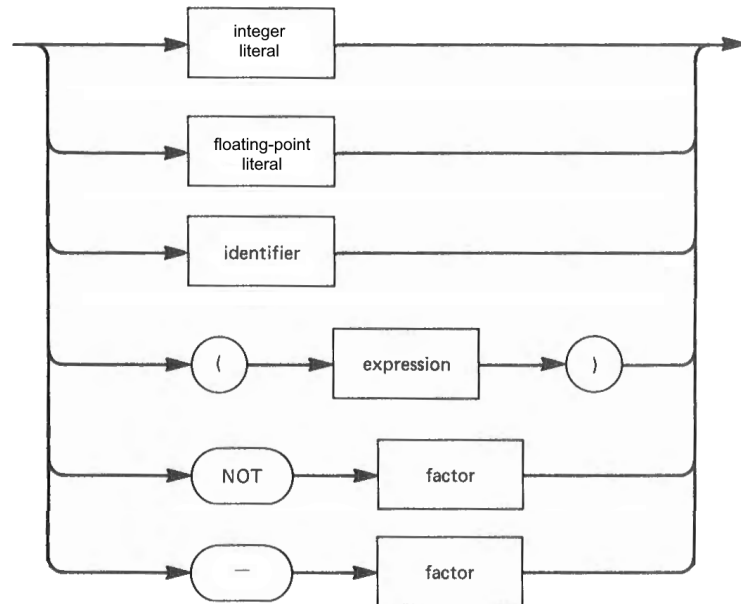 integer
literal
floating-point
literal
identifier
( expression )
NOT factor
— factor